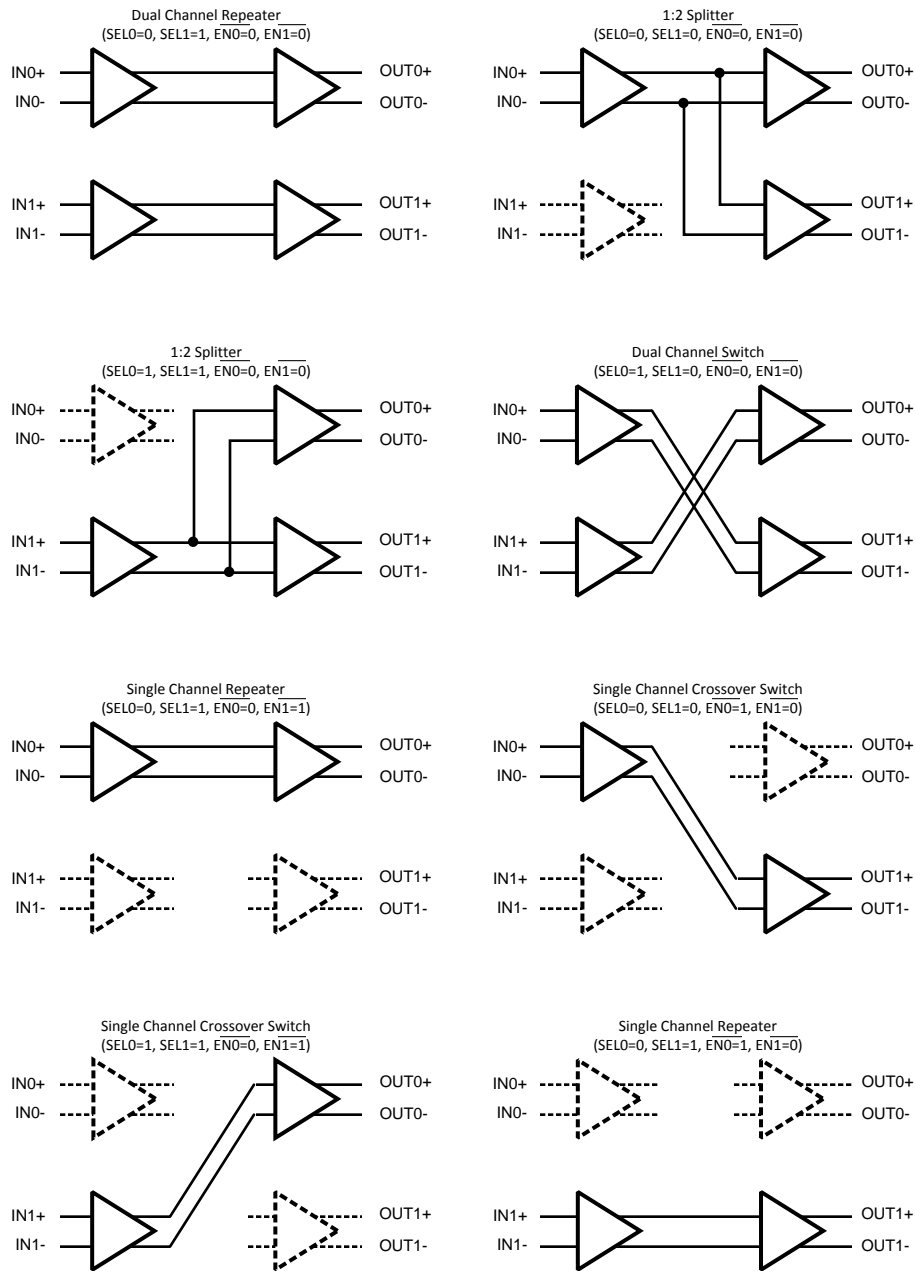 Dual Channel Repeater
(SEL0=0, SEL1=1, EN0=0, EN1=0)
IN0+
IN0-
OUT0+
OUT0-
IN1+
IN1-
OUT1+
OUT1-
1:2 Splitter
(SEL0=0, SEL1=0, EN0=0, EN1=0)
IN0+
IN0-
OUT0+
OUT0-
IN1+
IN1-
OUT1+
OUT1-
1:2 Splitter
(SEL0=1, SEL1=1, EN0=0, EN1=0)
IN0+
IN0-
OUT0+
OUT0-
IN1+
IN1-
OUT1+
OUT1-
Dual Channel Switch
(SEL0=1, SEL1=0, EN0=0, EN1=0)
IN0+
IN0-
OUT0+
OUT0-
IN1+
IN1-
OUT1+
OUT1-
Single Channel Repeater
(SEL0=0, SEL1=1, EN0=0, EN1=1)
IN0+
IN0-
OUT0+
OUT0-
IN1+
IN1-
OUT1+
OUT1-
Single Channel Crossover Switch
(SEL0=0, SEL1=0, EN0=1, EN1=0)
IN0+
IN0-
OUT0+
OUT0-
IN1+
IN1-
OUT1+
OUT1-
Single Channel Crossover Switch
(SEL0=1, SEL1=1, EN0=0, EN1=1)
IN0+
IN0-
OUT0+
OUT0-
IN1+
IN1-
OUT1+
OUT1-
Single Channel Repeater
(SEL0=0, SEL1=1, EN0=1, EN1=0)
IN0+
IN0-
OUT0+
OUT0-
IN1+
IN1-
OUT1+
OUT1-